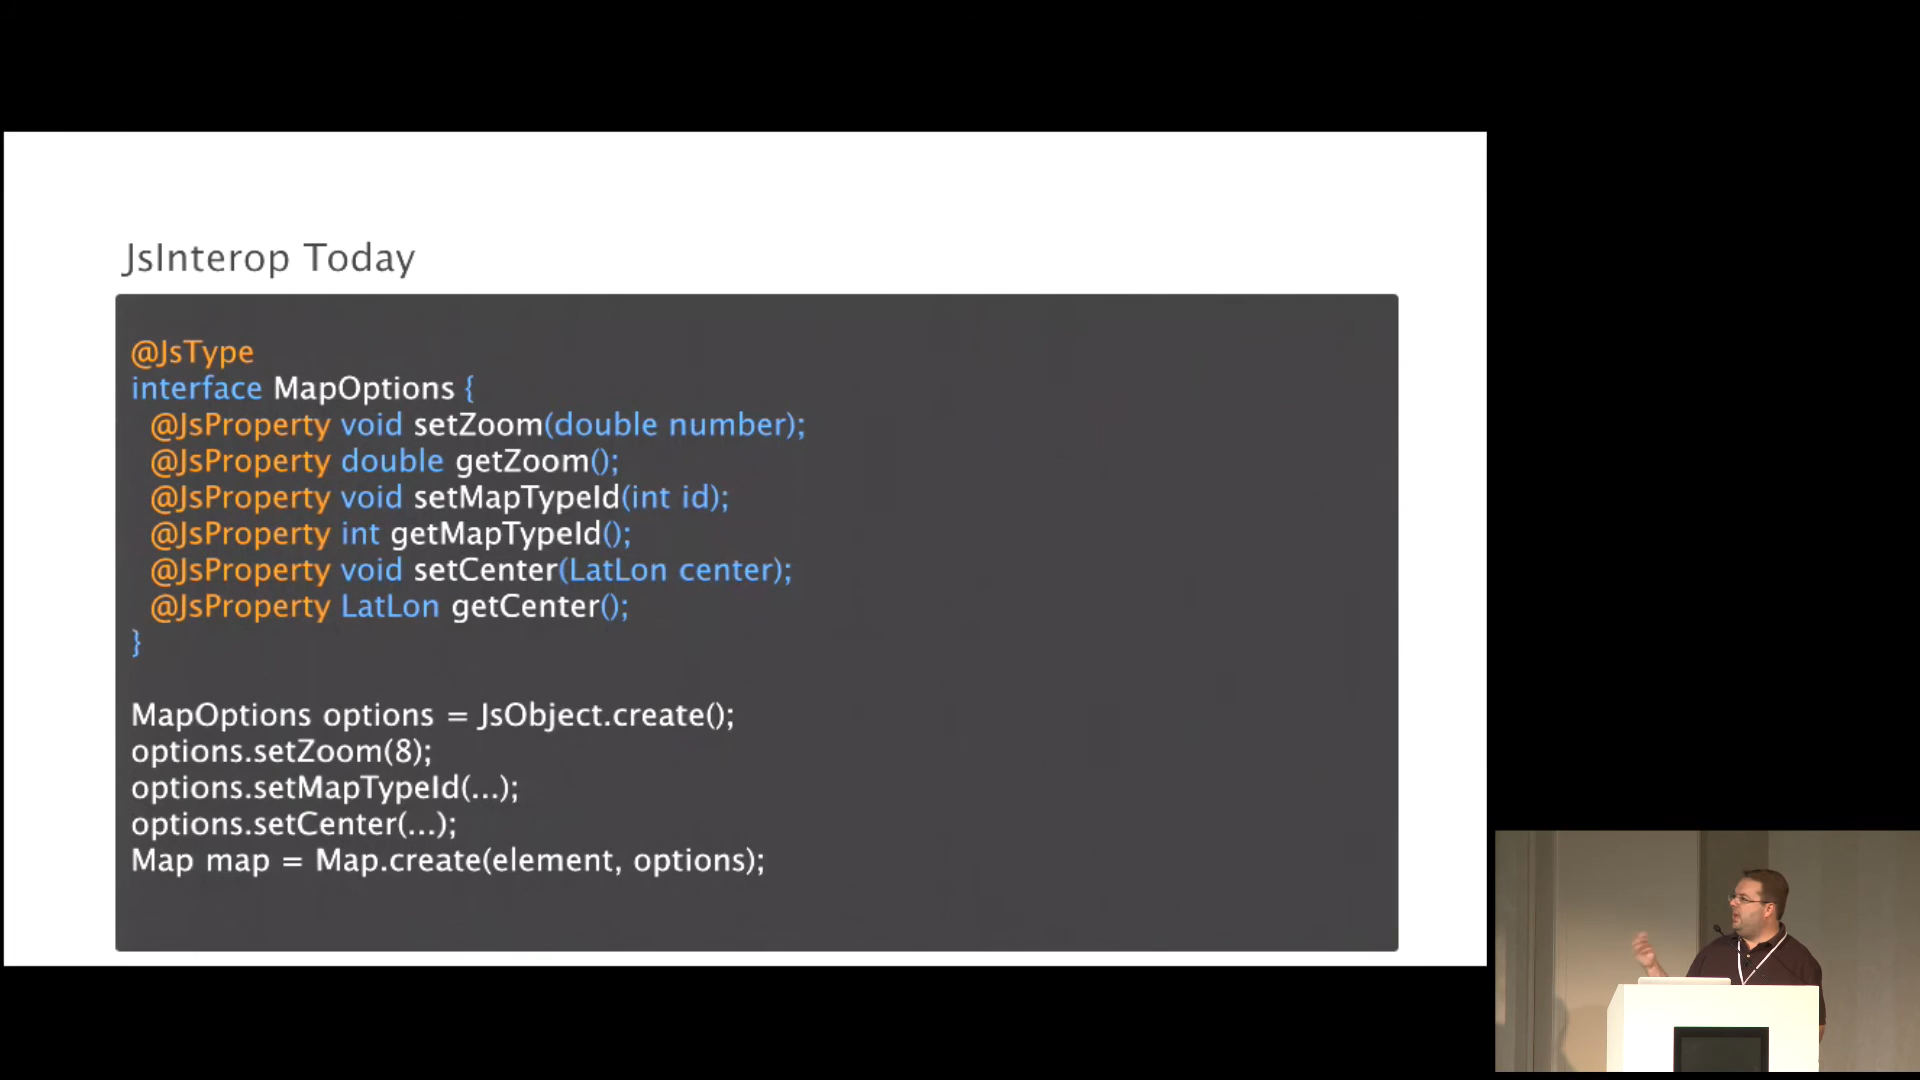 JsInterop Today
@JsType
interface MapOptions {
@JsProperty void setZoom(double number);
@JsProperty double getZoom();
@JsProperty void setMapTypeId(int id);
@JsProperty int getMapTypeId();
@JsProperty void setCenter(LatLon center);
@JsProperty LatLon getCenter();
}
MapOptions options = JsObject.create();
options.setZoom(8);
options.setMapTypeId(...);
options.setCenter(...);
Map map = Map.create(element, options);